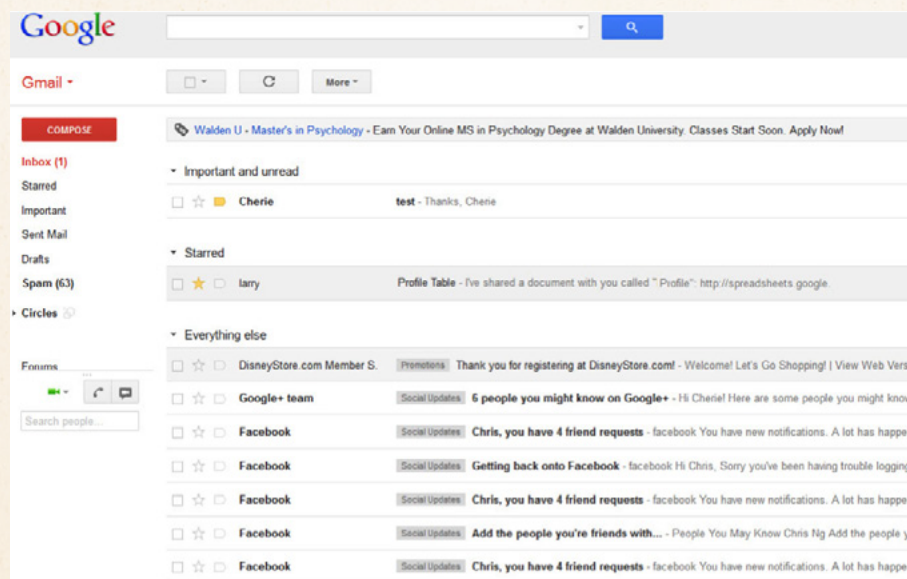 Google
Gmail
More
COMPOSE
Walden U - Master's in Psychology - Earn Your Online MS in Psychology Degree at Walden University. Classes Start Soon. Apply Now!
Inbox (1)
Starred
Important
Sent Mail
Drafts
Spam (63)
Circles
Forums
Search people...
Important and unread
Cherie test - Thanks, Cherie
Starred
larry Profile Table - I've shared a document with you called " Profile": http://spreadsheets.google.
Everything else
DisneyStore.com Member S. Promotions Thank you for registering at DisneyStore.com! - Welcome! Let's Go Shopping! | View Web Vers
Google+ team Social Updates 6 people you might know on Google+ - Hi Cherie! Here are some people you might know
Facebook Social Updates Chris, you have 4 friend requests - facebook You have new notifications. A lot has happe
Facebook Social Updates Getting back onto Facebook - facebook Hi Chris, Sorry you've been having trouble logging
Facebook Social Updates Chris, you have 4 friend requests - facebook You have new notifications. A lot has happe
Facebook Social Updates Add the people you're friends with... - People You May Know Chris Ng Add the people y
Facebook Social Updates Chris, you have 4 friend requests - facebook You have new notifications. A lot has happe